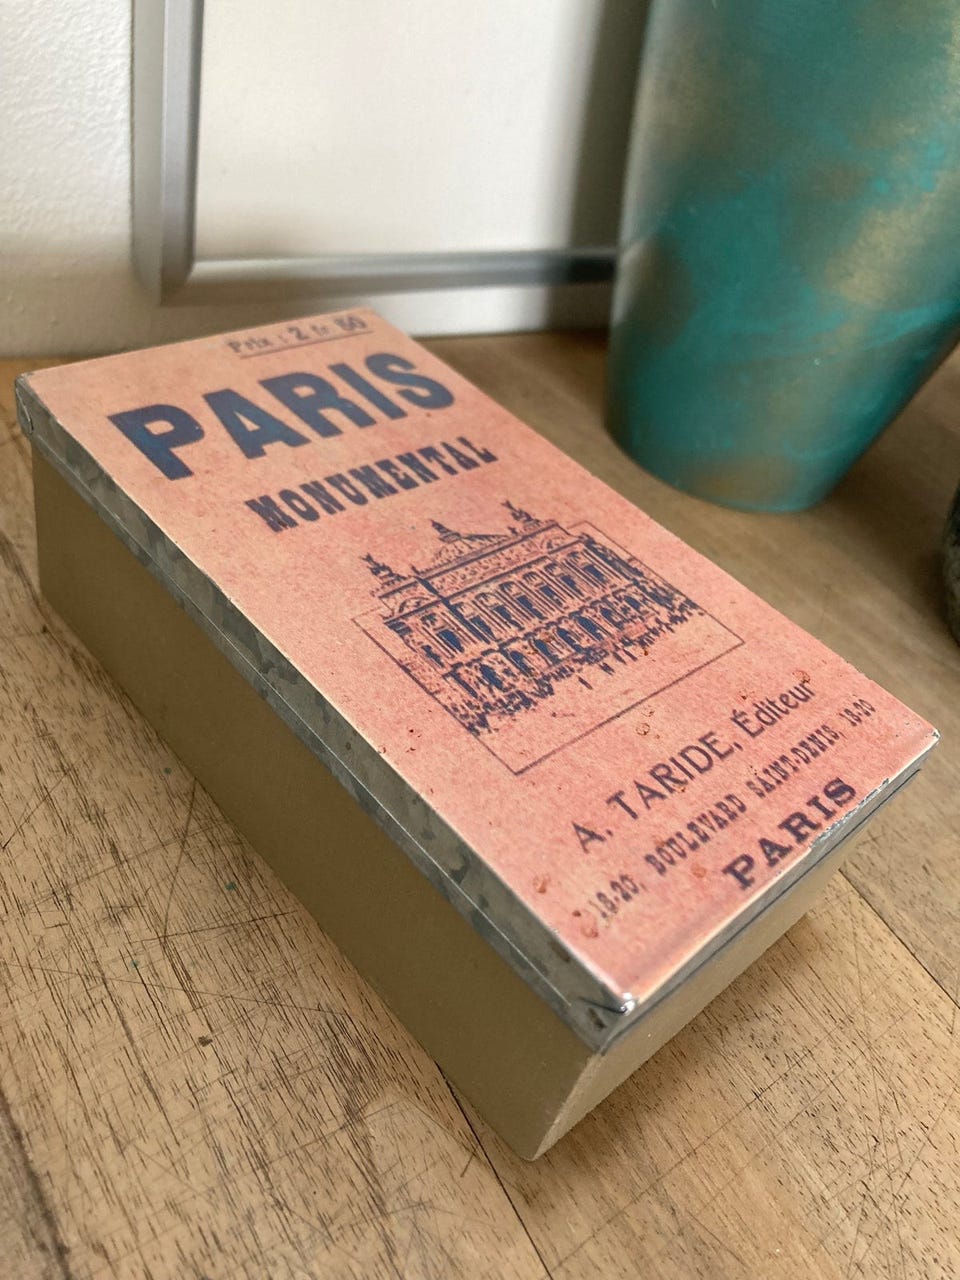 Prix : 2 fr 50
PARIS
MONUMENTAL
A. TARIDE, Éditeur
18-20, BOULEVARD SAINT-DENIS, 18-20
PARIS